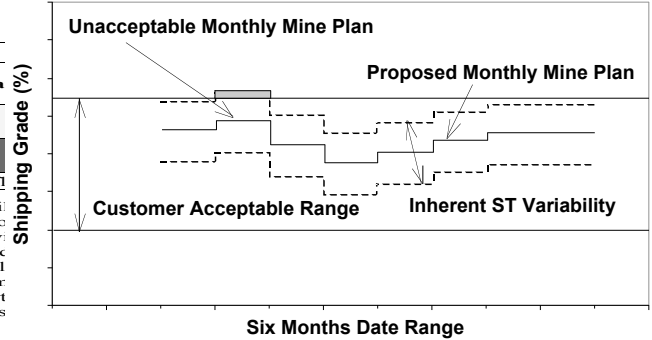 Unacceptable Monthly Mine Plan
Proposed Monthly Mine Plan
Shipping Grade (%)
Customer Acceptable Range
Inherent ST Variability
Six Months Date Range